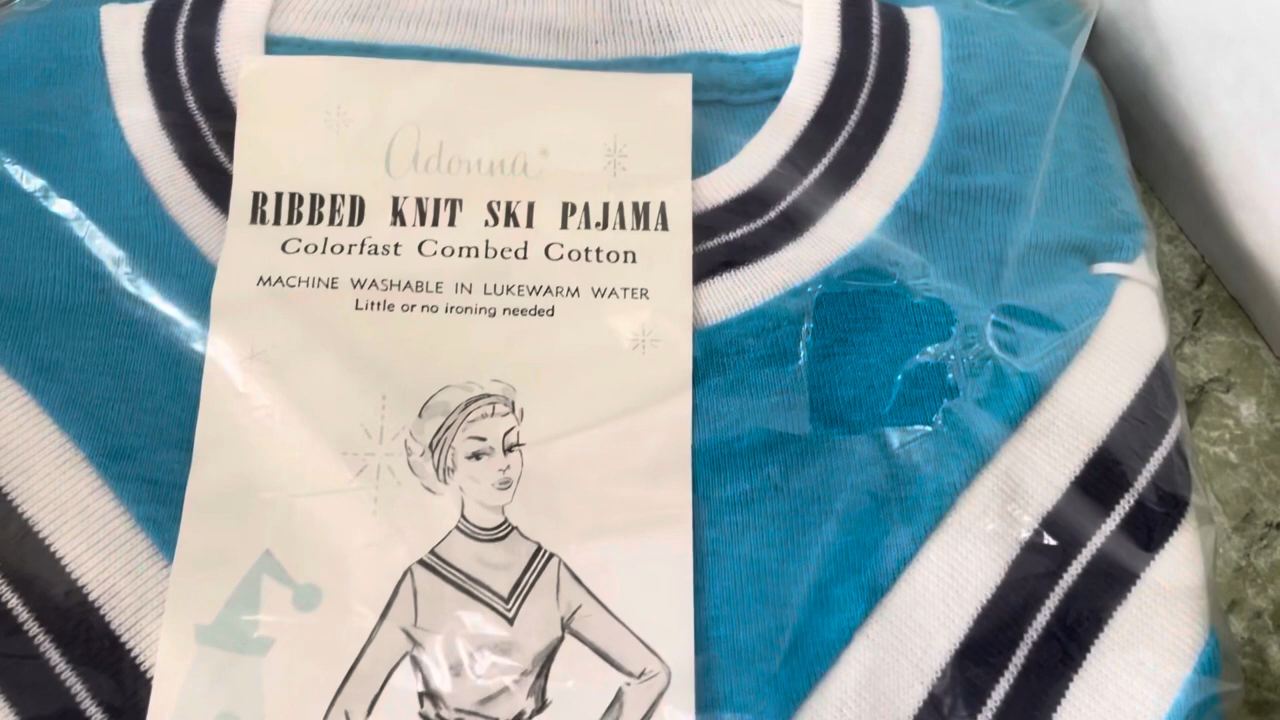 Adonna®
RIBBED KNIT SKI PAJAMA
Colorfast Combed Cotton
MACHINE WASHABLE IN LUKEWARM WATER
Little or no ironing needed